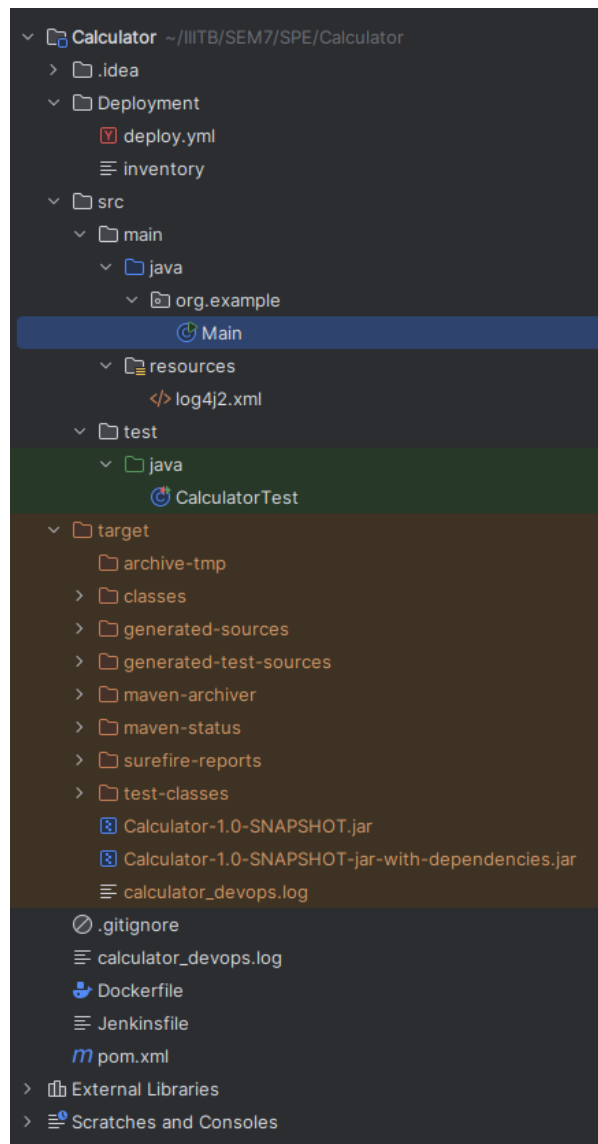 Calculator ~/IIITB/SEM7/SPE/Calculator
.idea
Deployment
deploy.yml
inventory
src
main
java
org.example
Main
resources
log4j2.xml
test
java
CalculatorTest
target
archive-tmp
classes
generated-sources
generated-test-sources
maven-archiver
maven-status
surefire-reports
test-classes
Calculator-1.0-SNAPSHOT.jar
Calculator-1.0-SNAPSHOT-jar-with-dependencies.jar
calculator_devops.log
.gitignore
calculator_devops.log
Dockerfile
Jenkinsfile
pom.xml
External Libraries
Scratches and Consoles